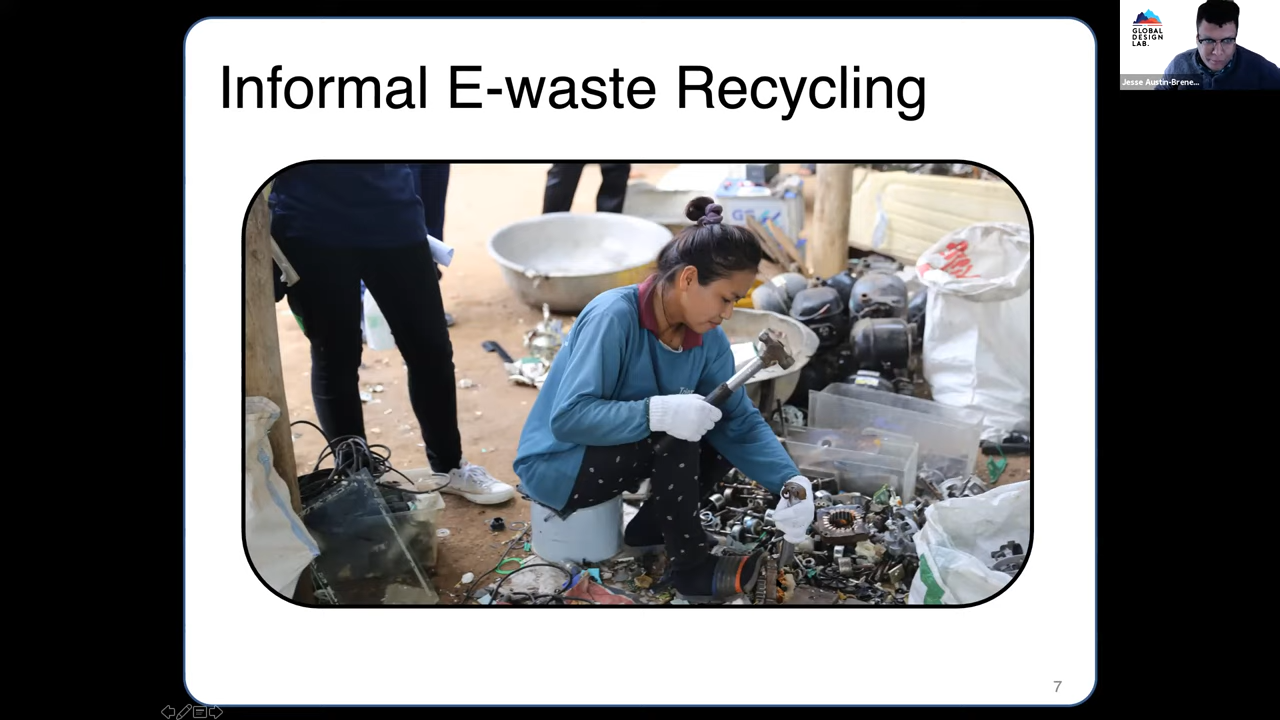 Informal E-waste Recycling
GLOBAL
DESIGN
LAB.
Jesse Austin-Brene...
7